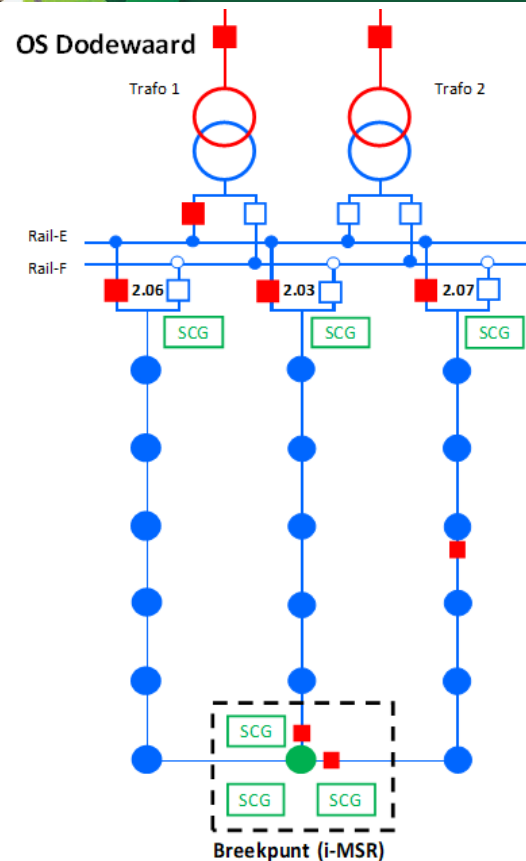 OS Dodewaard
Trafo 1
Trafo 2
Rail-E
Rail-F
2.06
2.03
2.07
SCG
SCG
SCG
SCG
SCG
SCG
Breekpunt (i-MSR)